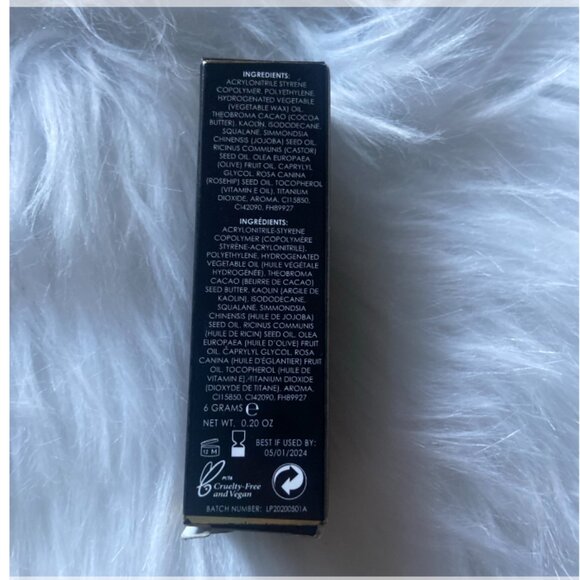 INGREDIENTS:
ACRYLONITRILE STYRENE
COPOLYMER, POLYETHYLENE,
HYDROGENATED VEGETABLE
(VEGETABLE WAX) OIL,
THEOBROMA CACAO (COCOA
BUTTER), KAOLIN, ISODODECANE,
SQUALANE, SIMMONDSIA
CHINENSIS (JOJOBA) SEED OIL,
RICINUS COMMUNIS (CASTOR)
SEED OIL, OLEA EUROPAEA
(OLIVE) FRUIT OIL, CAPRYLYL
GLYCOL, ROSA CANINA
(ROSEHIP) SEED OIL, TOCOPHEROL
(VITAMIN E OIL), TITANIUM
DIOXIDE, AROMA, CI15850,
CI42090, FH89927
INGRÉDIENTS:
ACRYLONITRILE-STYRENE
COPOLYMER (COPOLYMÈRE
STYRÈNE-ACRYLONITRILE),
POLYETHYLENE, HYDROGENATED
VEGETABLE OIL (HUILE VÉGÉTALE
HYDROGÉNÉE), THEOBROMA
CACAO (BEURRE DE CACAO)
SEED BUTTER, KAOLIN (ARGILE DE
KAOLIN), ISODODECANE,
SQUALANE, SIMMONDSIA
CHINENSIS (HUILE DE JOJOBA)
SEED OIL, RICINUS COMMUNIS
(HUILE DE RICIN) SEED OIL, OLEA
EUROPAEA (HUILE D'OLIVE) FRUIT
OIL, CAPRYLYL GLYCOL, ROSA
CANINA (HUILE D'ÉGLANTIER) FRUIT
OIL, TOCOPHEROL (HUILE DE
VITAMIN E), TITANIUM DIOXIDE
(DIOXYDE DE TITANE), AROMA,
CI15850, CI42090, FH89927
6 GRAMS ℮
NET WT. 0.20 OZ
12 M
BEST IF USED BY:
05/01/2024
PETA
Cruelty-Free
and Vegan
BATCH NUMBER: LP20200501A